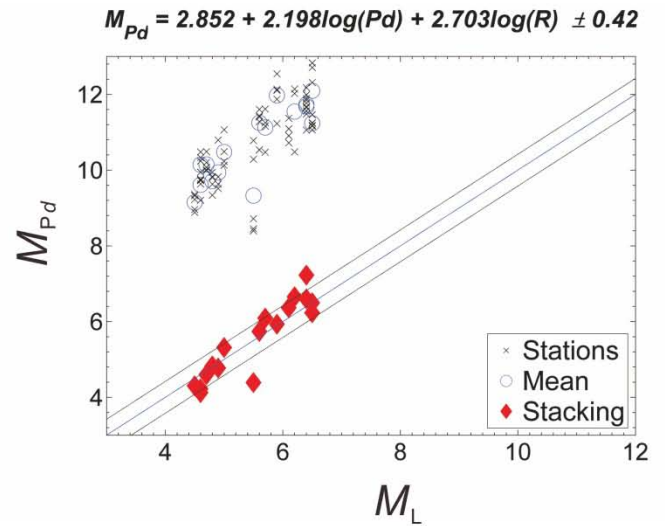 M_Pd = 2.852 + 2.198log(Pd) + 2.703log(R) ± 0.42
12
10
8
6
4
M_Pd
4 6 8 10 12
M_L
Stations
Mean
Stacking